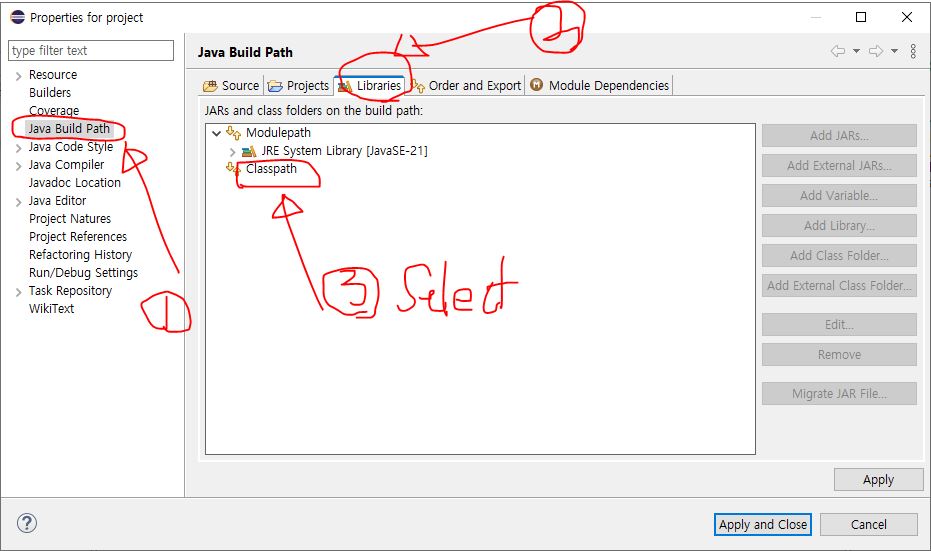 Properties for project
type filter text
Resource
Builders
Coverage
Java Build Path
Java Code Style
Java Compiler
Javadoc Location
Java Editor
Project Natures
Project References
Refactoring History
Run/Debug Settings
Task Repository
WikiText
1
Java Build Path
2
Source Projects Libraries Order and Export Module Dependencies
JARs and class folders on the build path:
Modulepath
JRE System Library [JavaSE-21]
Classpath
3 Select
Add JARs...
Add External JARs...
Add Variable...
Add Library...
Add Class Folder...
Add External Class Folder...
Edit...
Remove
Migrate JAR File...
Apply
Apply and Close Cancel